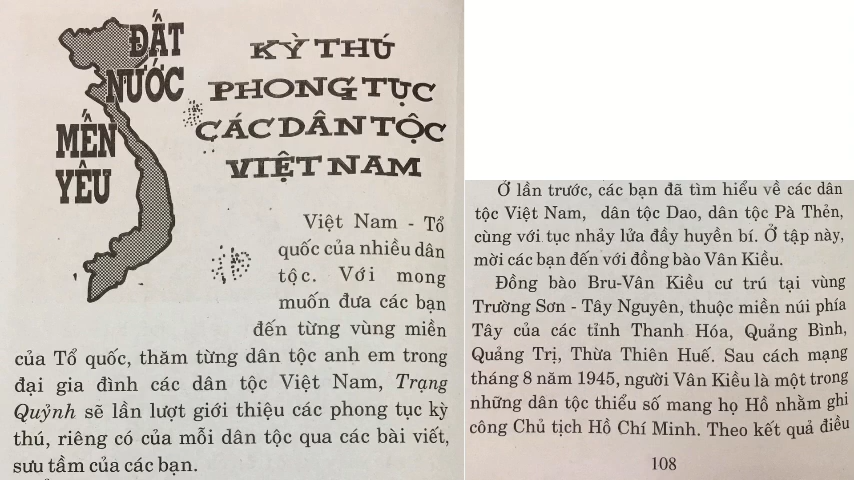 ĐẤT
NƯỚC
MẾN
YÊU
KỲ THÚ
PHONG TỤC
CÁC DÂN TỘC
VIỆT NAM
Việt Nam - Tổ
quốc của nhiều dân
tộc. Với mong
muốn đưa các bạn
đến từng vùng miền
của Tổ quốc, thăm từng dân tộc anh em trong
đại gia đình các dân tộc Việt Nam, Trạng
Quỷnh sẽ lần lượt giới thiệu các phong tục kỳ
thú, riêng có của mỗi dân tộc qua các bài viết,
sưu tầm của các bạn.
Ở lần trước, các bạn đã tìm hiểu về các dân
tộc Việt Nam, dân tộc Dao, dân tộc Pà Thẻn,
cùng với tục nhảy lửa đầy huyền bí. Ở tập này,
mời các bạn đến với đồng bào Vân Kiều.
Đồng bào Bru-Vân Kiều cư trú tại vùng
Trường Sơn - Tây Nguyên, thuộc miền núi phía
Tây của các tỉnh Thanh Hóa, Quảng Bình,
Quảng Trị, Thừa Thiên Huế. Sau cách mạng
tháng 8 năm 1945, người Vân Kiều là một trong
những dân tộc thiểu số mang họ Hồ nhằm ghi
công Chủ tịch Hồ Chí Minh. Theo kết quả điều
108